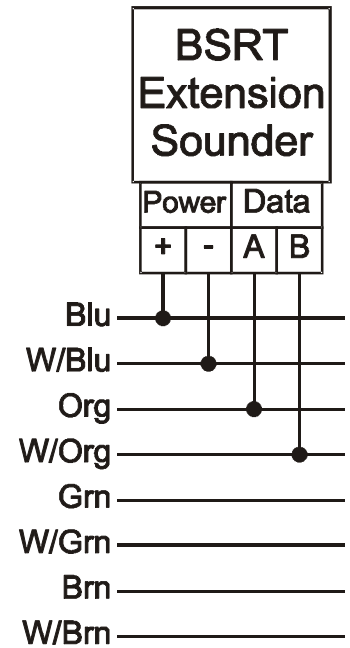 BSRT
Extension
Sounder
Power Data
+ - A B
Blu
W/Blu
Org
W/Org
Grn
W/Grn
Brn
W/Brn